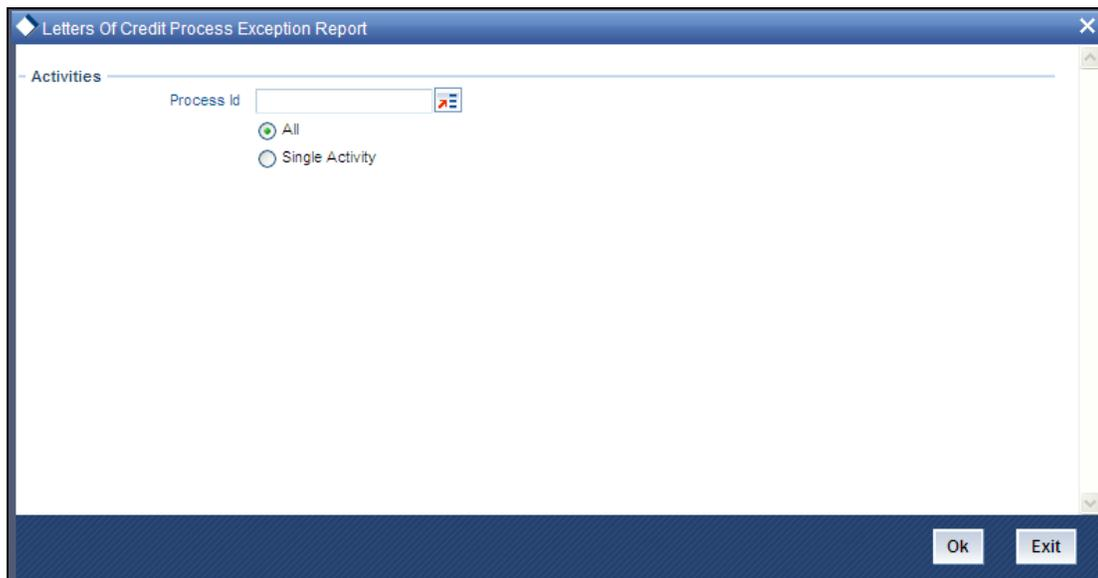 Letters Of Credit Process Exception Report
Activities
Process Id
All
Single Activity
Ok Exit